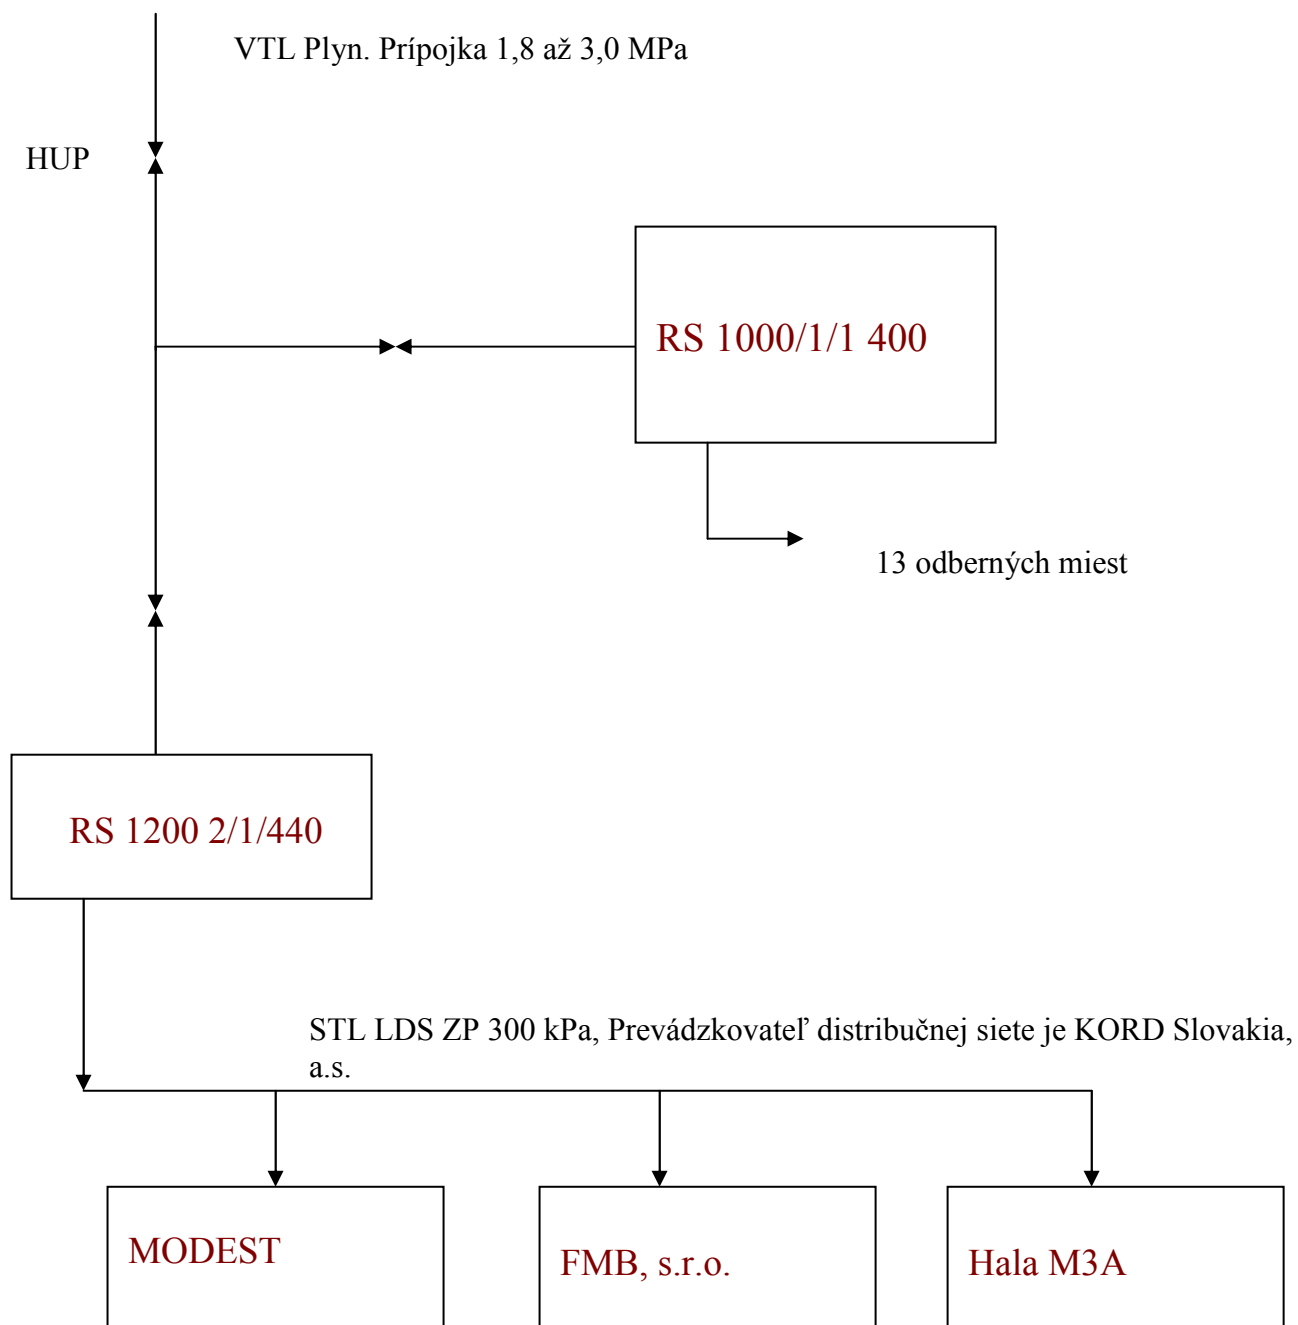 VTL Plyn. Prípojka 1,8 až 3,0 MPa
HUP
RS 1000/1/1 400
13 odberných miest
RS 1200 2/1/440
STL LDS ZP 300 kPa, Prevádzkovateľ distribučnej siete je KORD Slovakia,
a.s.
MODEST
FMB, s.r.o.
Hala M3A